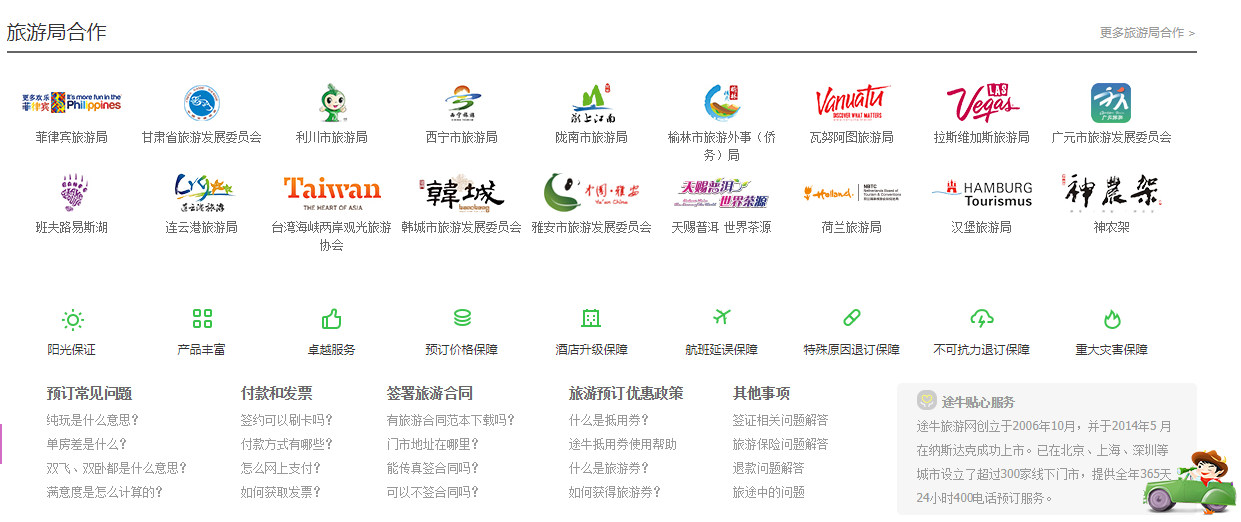 旅游局合作
更多旅游局合作 >
更多欢乐
菲律宾
It's more fun in the
Philippines
西宁旅游
水上江南
Vanuatu
DISCOVER WHAT MATTERS
LAS
Vegas
广元旅游
菲律宾旅游局
甘肃省旅游发展委员会
利川市旅游局
西宁市旅游局
陇南市旅游局
榆林市旅游外事（侨
务）局
瓦努阿图旅游局
拉斯维加斯旅游局
广元市旅游发展委员会
连云港旅游
Taiwan
THE HEART OF ASIA
韩城
中国·雅安
Ya'an China
天赐普洱
世界茶源
Holland
NBTC
HAMBURG
Tourismus
神農架
班夫路易斯湖
连云港旅游局
台湾海峡两岸观光旅游
协会
韩城市旅游发展委员会
雅安市旅游发展委员会
天赐普洱 世界茶源
荷兰旅游局
汉堡旅游局
神农架
阳光保证
产品丰富
卓越服务
预订价格保障
酒店升级保障
航班延误保障
特殊原因退订保障
不可抗力退订保障
重大灾害保障
预订常见问题
纯玩是什么意思？
单房差是什么？
双飞、双卧都是什么意思？
满意度是怎么计算的？
付款和发票
签约可以刷卡吗？
付款方式有哪些？
怎么网上支付？
如何获取发票？
签署旅游合同
有旅游合同范本下载吗？
门市地址在哪里？
能传真签合同吗？
可以不签合同吗？
旅游预订优惠政策
什么是抵用券？
途牛抵用券使用帮助
什么是旅游券？
如何获得旅游券？
其他事项
签证相关问题解答
旅游保险问题解答
退款问题解答
旅途中的问题
途牛贴心服务
途牛旅游网创立于2006年10月，并于2014年5 月
在纳斯达克成功上市。已在北京、上海、深圳等
城市设立了超过300家线下门市，提供全年365天
24小时400电话预订服务。